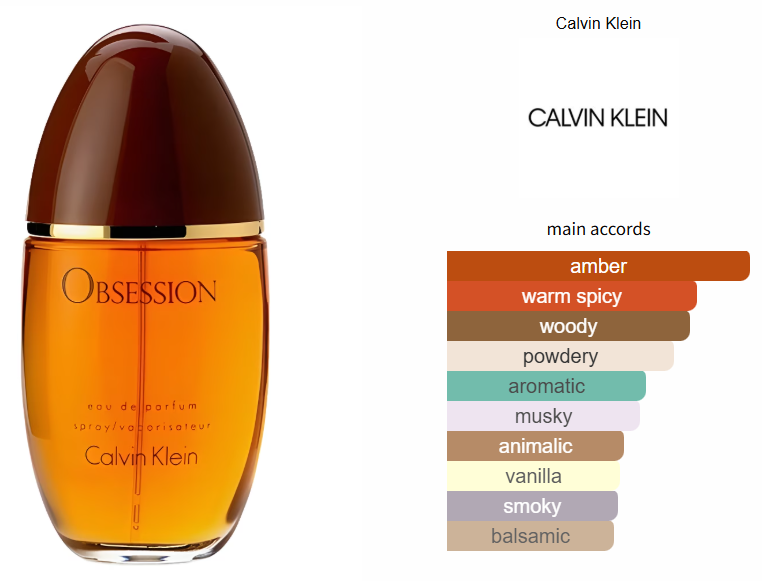 OBSESSION
eau de parfum
spray/vaporisateur
Calvin Klein
Calvin Klein
CALVIN KLEIN
main accords
amber
warm spicy
woody
powdery
aromatic
musky
animalic
vanilla
smoky
balsamic